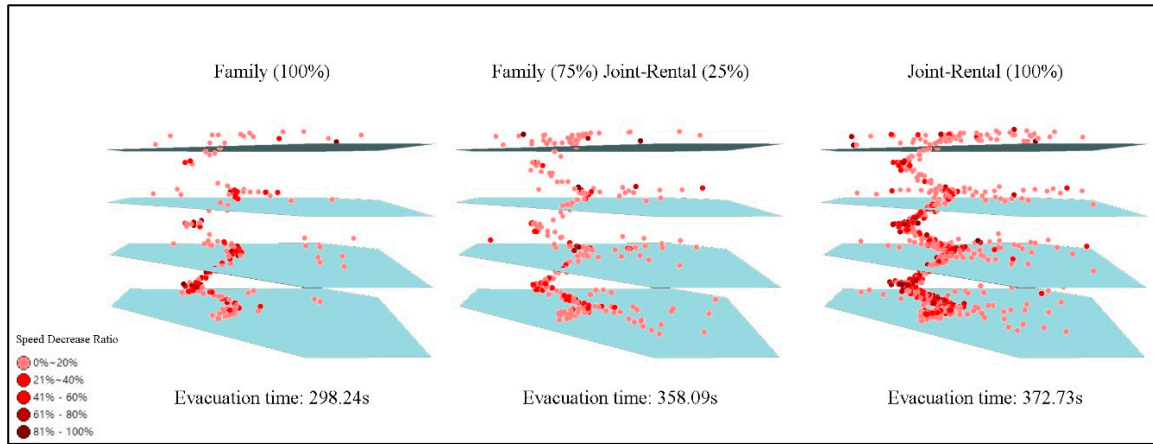 Family (100%)
Family (75%) Joint-Rental (25%)
Joint-Rental (100%)
Speed Decrease Ratio
0%~20%
21%~40%
41% - 60%
61% - 80%
81% - 100%
Evacuation time: 298.24s
Evacuation time: 358.09s
Evacuation time: 372.73s